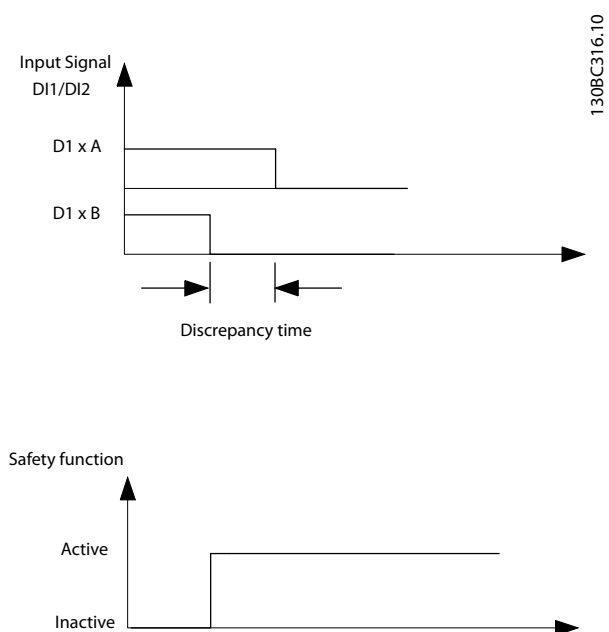 130BC316.10
Input Signal
DI1/DI2
D1 x A
D1 x B
Discrepancy time
Safety function
Active
Inactive